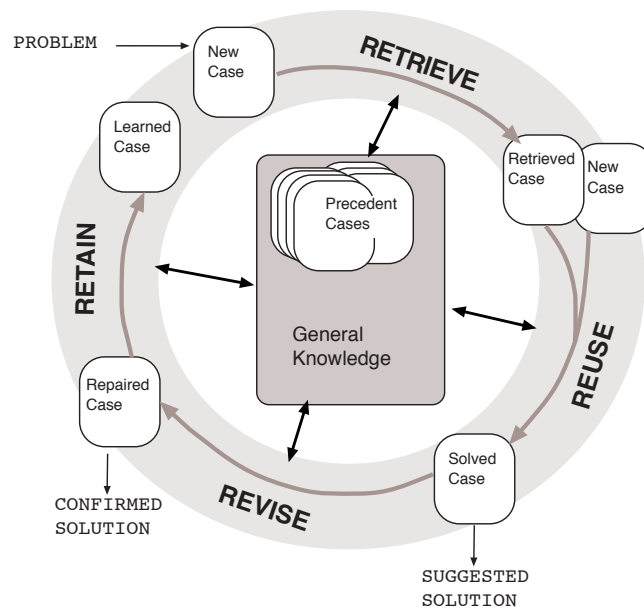 PROBLEM
New
Case
RETRIEVE
Learned
Case
Retrieved
Case
New
Case
Precedent
Cases
RETAIN
General
Knowledge
REUSE
Repaired
Case
Solved
Case
REVISE
CONFIRMED
SOLUTION
SUGGESTED
SOLUTION